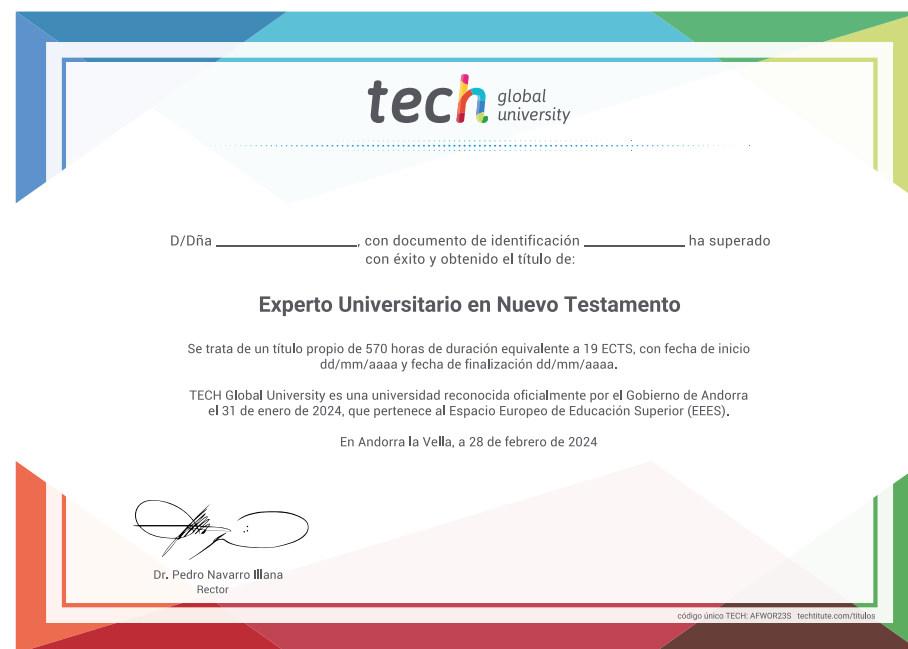 tech global university
D/Dña ______________, con documento de identificación __________ ha superado
con éxito y obtenido el título de:
Experto Universitario en Nuevo Testamento
Se trata de un título propio de 570 horas de duración equivalente a 19 ECTS, con fecha de inicio
dd/mm/aaaa y fecha de finalización dd/mm/aaaa.
TECH Global University es una universidad reconocida oficialmente por el Gobierno de Andorra
el 31 de enero de 2024, que pertenece al Espacio Europeo de Educación Superior (EEES).
En Andorra la Vella, a 28 de febrero de 2024
Dr. Pedro Navarro Illana
Rector
código único TECH: AFWOR23S techtitute.com/titulos